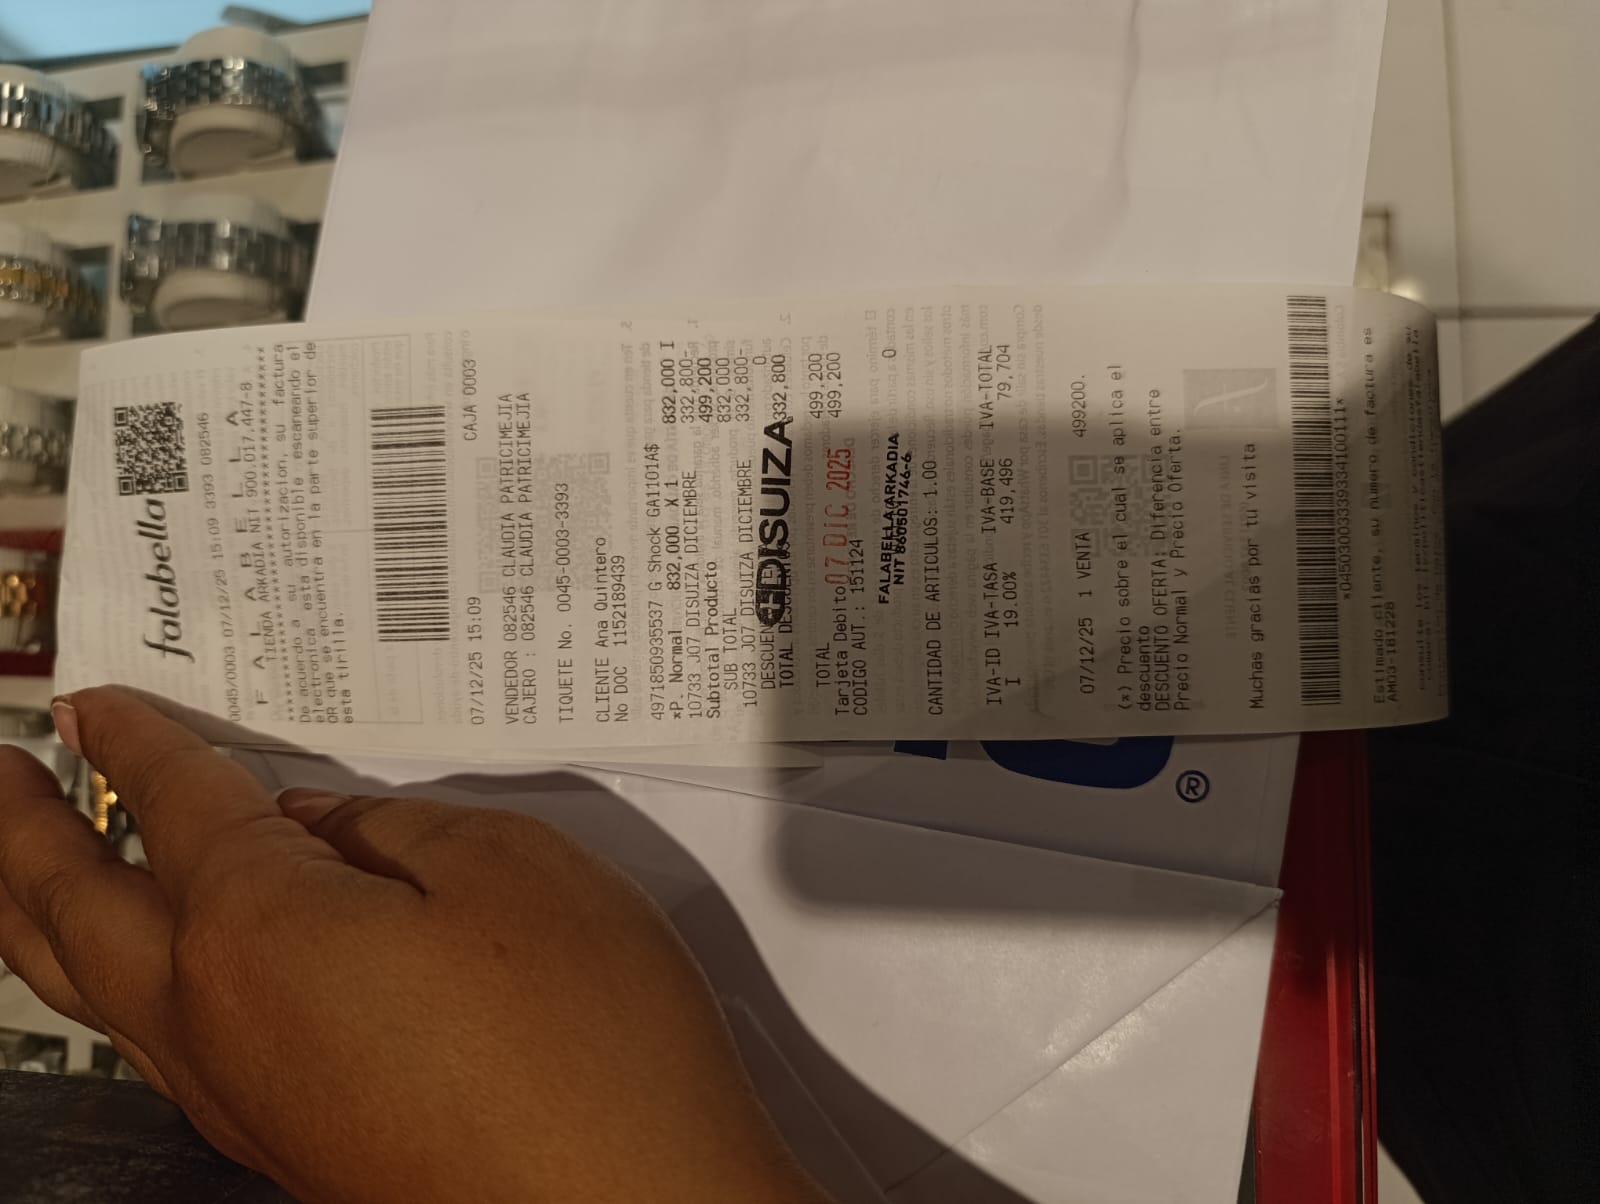 falabella
0045/0003 07/12/25 15:09 3393 082546
F A L A B E L L A
TIENDA ARKADIA NIT 900.017.447-8
****************************************
De acuerdo a su autorizacion, su factura
electronica esta disponible escaneando el
QR que se encuentra en la parte superior de
esta tirilla.
07/12/25 15:09 CAJA 0003
VENDEDOR 082546 CLAUDIA PATRICIMEJIA
CAJERO : 082546 CLAUDIA PATRICIMEJIA
TIQUETE No. 0045-0003-3393
CLIENTE Ana Quintero
No DOC 1152189439
4971850935537 G Shock GA1101A$
*P. Normal 832,000 X 1 832,000 I
10733 J07 DISUIZA DICIEMBRE 332,800-
Subtotal Producto 499,200
SUB TOTAL 832,000
10733 J07 DISUIZA DICIEMBRE 332,800-
0
TOTAL 332,800
DISUIZA
TOTAL 499,200
Tarjeta Debito 499,200
07 DIC 2025
CODIGO AUT.: 151124
FALABELLA ARKADIA
NIT 860501746-6
0
CANTIDAD DE ARTICULOS: 1.00
IVA-ID IVA-TASA IVA-BASE IVA-TOTAL
I 19.00% 419,496 79,704
07/12/25 1 VENTA 499200.
(*) Precio sobre el cual se aplica el
descuento
DESCUENTO OFERTA: Diferencia entre
Precio Normal y Precio Oferta.
Muchas gracias por tu visita
*04503000333933410 0111*
Estimado cliente, su numero de factura es
AM03-181228
®